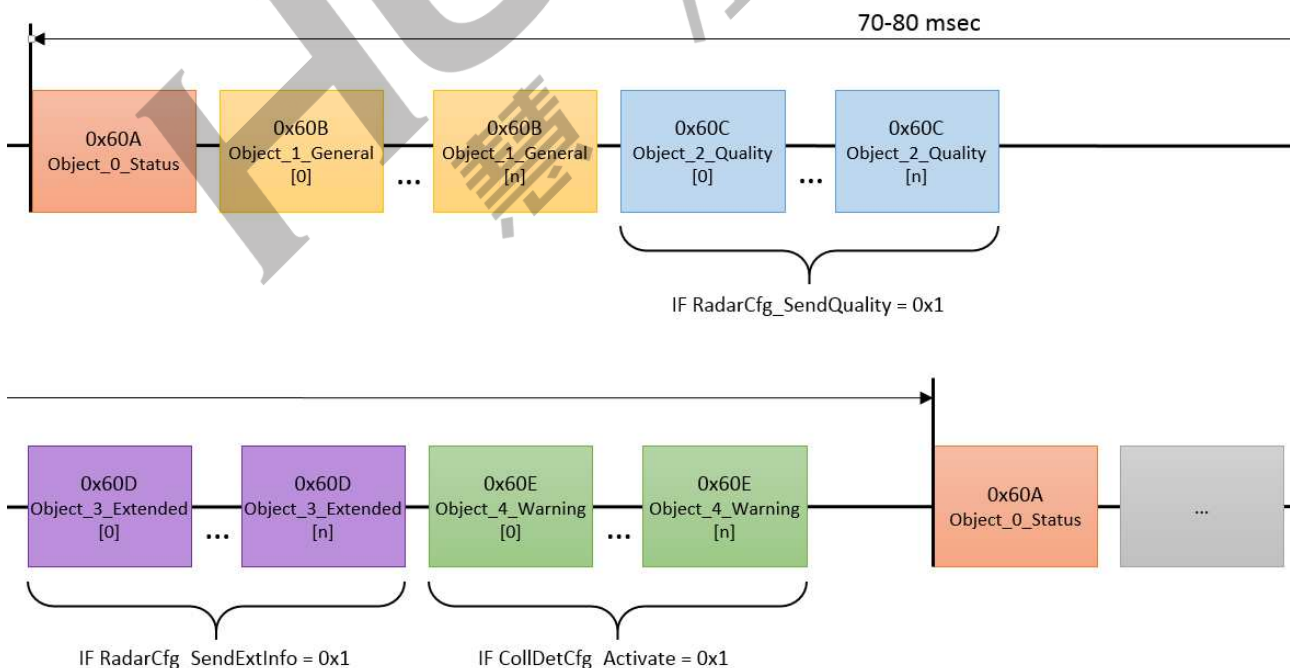 70-80 msec
0x60A
Object_0_Status
0x60B
Object_1_General
[0]
...
0x60B
Object_1_General
[n]
0x60C
Object_2_Quality
[0]
...
0x60C
Object_2_Quality
[n]
IF RadarCfg_SendQuality = 0x1
0x60D
Object_3_Extended
[0]
...
0x60D
Object_3_Extended
[n]
0x60E
Object_4_Warning
[0]
...
0x60E
Object_4_Warning
[n]
0x60A
Object_0_Status
...
IF RadarCfg_SendExtInfo = 0x1
IF CollDetCfg_Activate = 0x1
慧